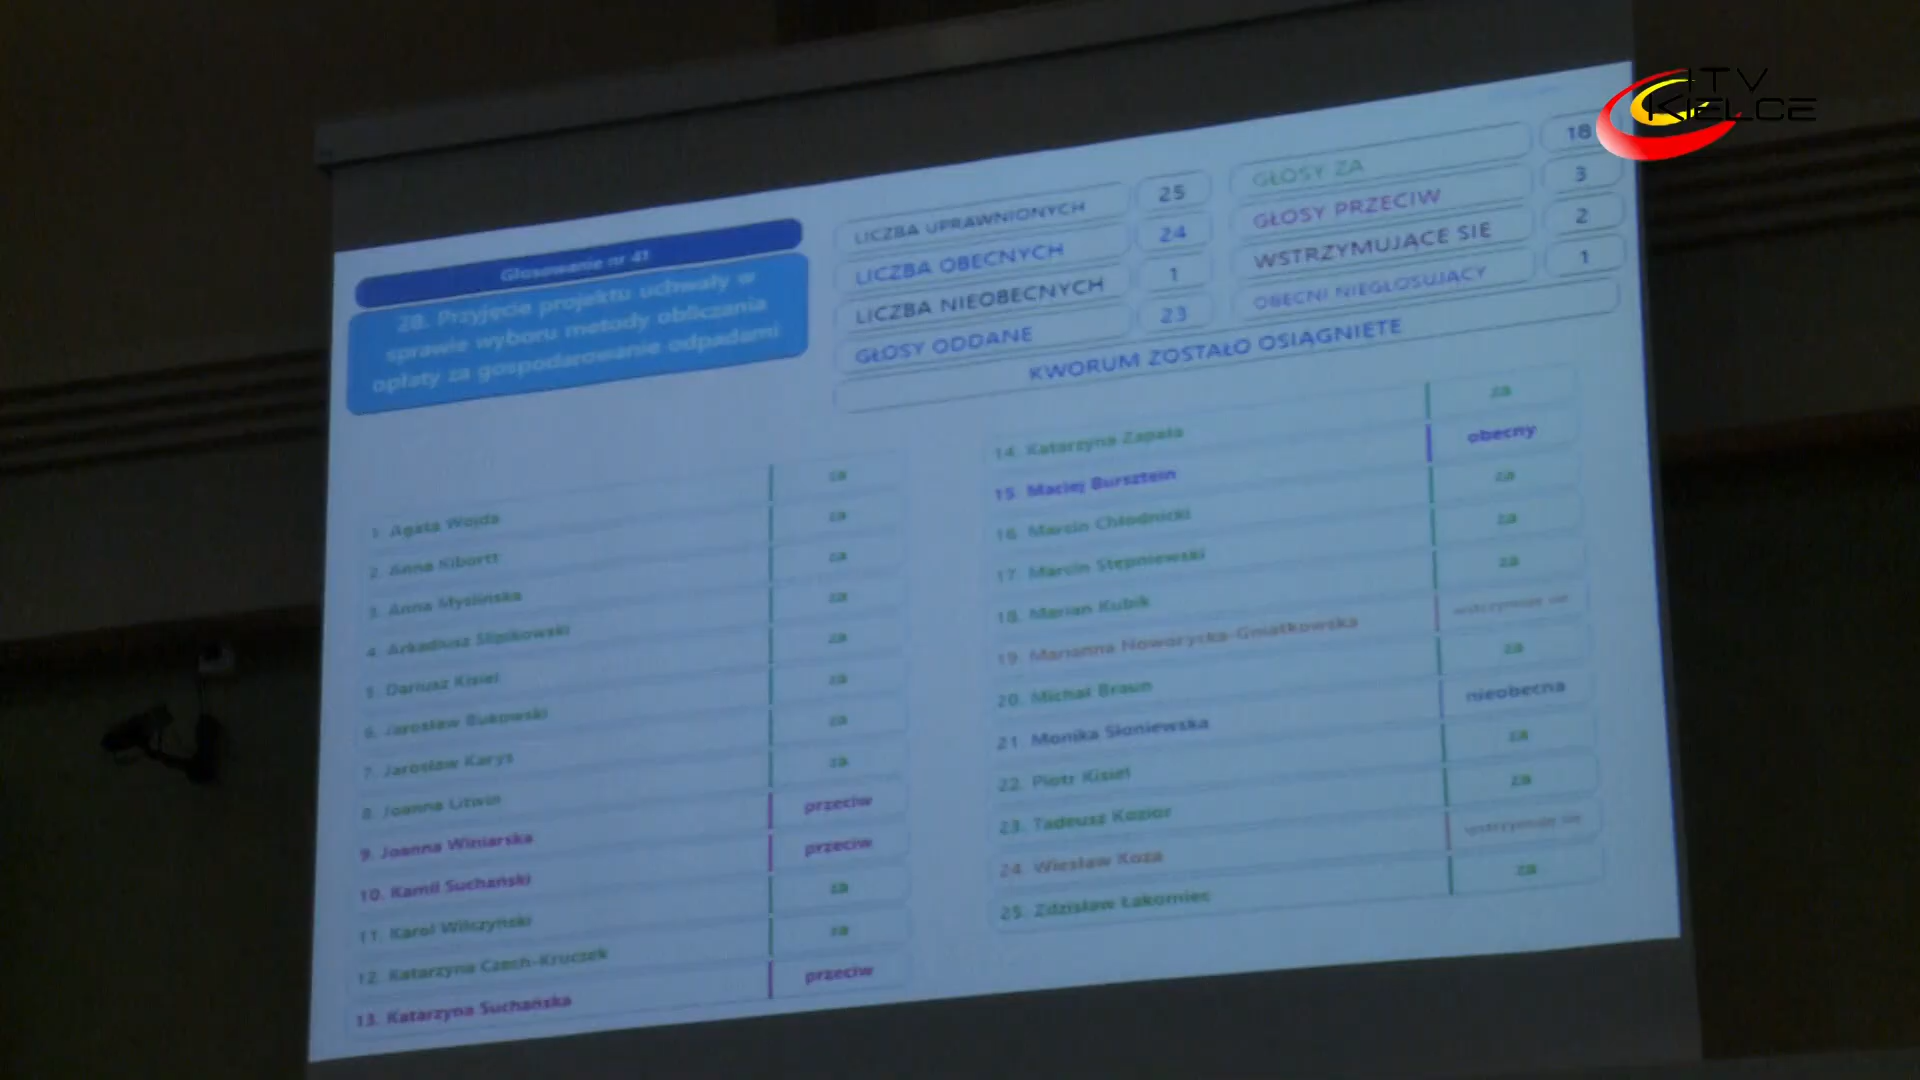 ITV
KIELCE
Głosowanie nr 41
28. Przyjęcie projektu uchwały w
sprawie wyboru metody obliczania
opłaty za gospodarowanie odpadami
LICZBA UPRAWNIONYCH 25
LICZBA OBECNYCH 24
LICZBA NIEOBECNYCH 1
GŁOSY ODDANE 23
GŁOSY ZA 18
GŁOSY PRZECIW 3
WSTRZYMUJĄCE SIĘ 2
OBECNI NIEGŁOSUJĄCY 1
KWORUM ZOSTAŁO OSIĄGNIĘTE
1. Agata Wojda za
2. Anna Kibortt za
3. Anna Myślińska za
4. Arkadiusz Ślipikowski za
5. Dariusz Kisiel za
6. Jarosław Bukowski za
7. Jarosław Karyś za
8. Joanna Litwin za
9. Joanna Winiarska przeciw
10. Kamil Suchański przeciw
11. Karol Wilczyński za
12. Katarzyna Czech-Kruczek za
13. Katarzyna Suchańska przeciw
14. Katarzyna Zapała za
15. Maciej Bursztein obecny
16. Marcin Chłodnicki za
17. Marcin Stępniewski za
18. Marian Kubik za
19. Marianna Noworycka-Gniatkowska wstrzymuje się
20. Michał Braun za
21. Monika Słoniewska nieobecna
22. Piotr Kisiel za
23. Tadeusz Kozior za
24. Wiesław Koza wstrzymuje się
25. Zdzisław Łakomiec za